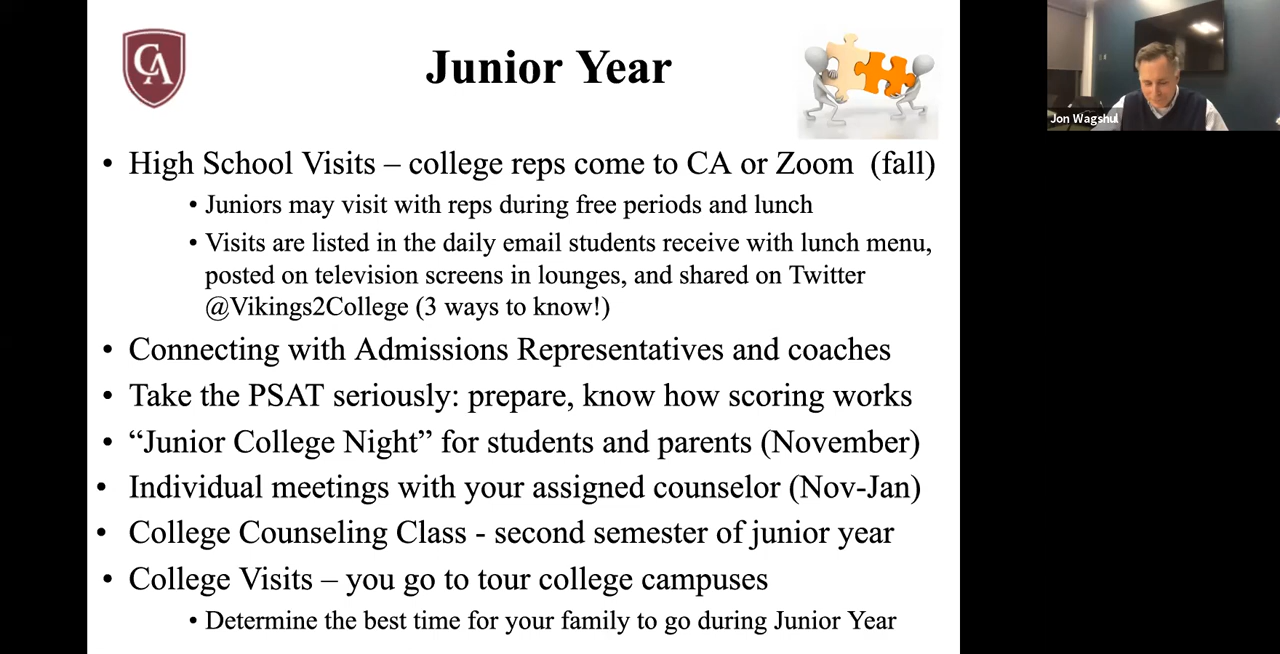 CA
Junior Year
Jon Wagshul
• High School Visits – college reps come to CA or Zoom (fall)
• Juniors may visit with reps during free periods and lunch
• Visits are listed in the daily email students receive with lunch menu,
posted on television screens in lounges, and shared on Twitter
@Vikings2College (3 ways to know!)
• Connecting with Admissions Representatives and coaches
• Take the PSAT seriously: prepare, know how scoring works
• “Junior College Night” for students and parents (November)
• Individual meetings with your assigned counselor (Nov-Jan)
• College Counseling Class - second semester of junior year
• College Visits – you go to tour college campuses
• Determine the best time for your family to go during Junior Year